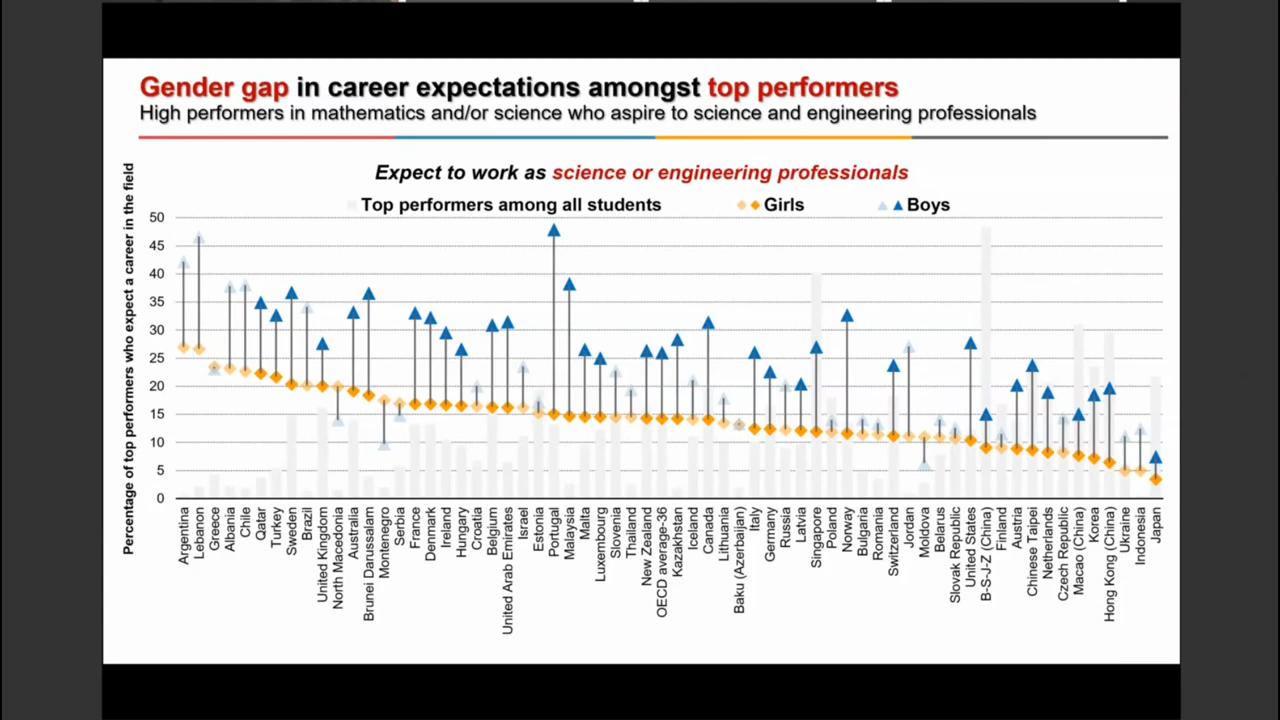 Gender gap in career expectations amongst top performers
High performers in mathematics and/or science who aspire to science and engineering professionals
Expect to work as science or engineering professionals
Top performers among all students
Girls
Boys
Percentage of top performers who expect a career in the field
50
45
40
35
30
25
20
15
10
5
0
Argentina
Lebanon
Greece
Albania
Chile
Qatar
Turkey
Sweden
Brazil
United Kingdom
North Macedonia
Australia
Brunei Darussalam
Montenegro
Serbia
France
Denmark
Ireland
Hungary
Croatia
Belgium
United Arab Emirates
Israel
Estonia
Portugal
Malaysia
Malta
Luxembourg
Slovenia
Thailand
New Zealand
OECD average-36
Kazakhstan
Iceland
Canada
Lithuania
Baku (Azerbaijan)
Italy
Germany
Russia
Latvia
Singapore
Poland
Norway
Bulgaria
Romania
Switzerland
Jordan
Moldova
Belarus
Slovak Republic
United States
B-S-J-Z (China)
Finland
Austria
Chinese Taipei
Netherlands
Czech Republic
Macao (China)
Korea
Hong Kong (China)
Ukraine
Indonesia
Japan